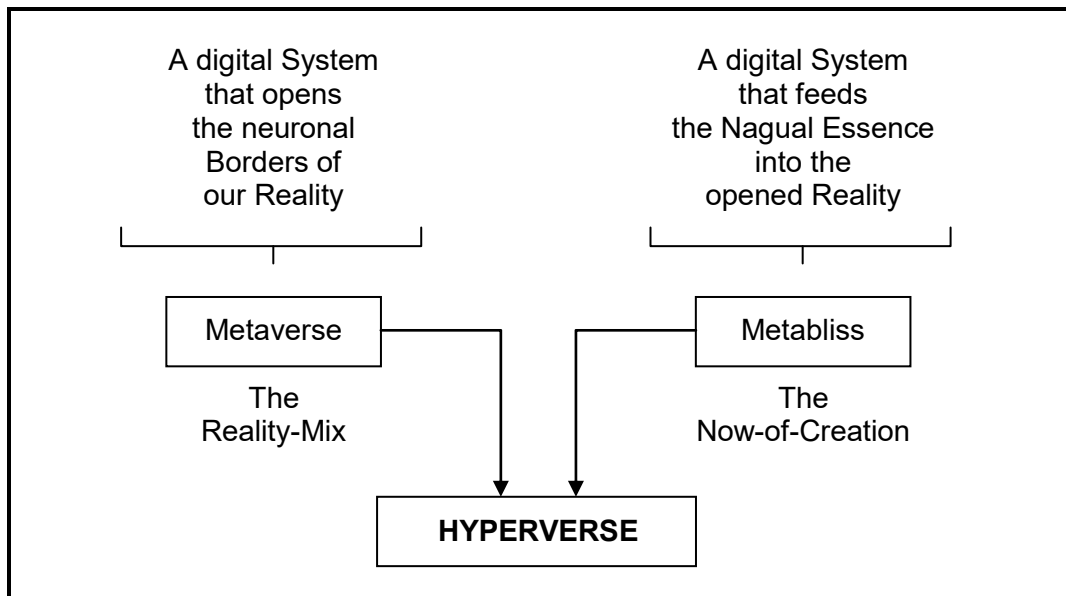 A digital System
that opens
the neuronal
Borders of
our Reality
Metaverse
The
Reality-Mix
A digital System
that feeds
the Nagual Essence
into the
opened Reality
Metabliss
The
Now-of-Creation
HYPERVERSE